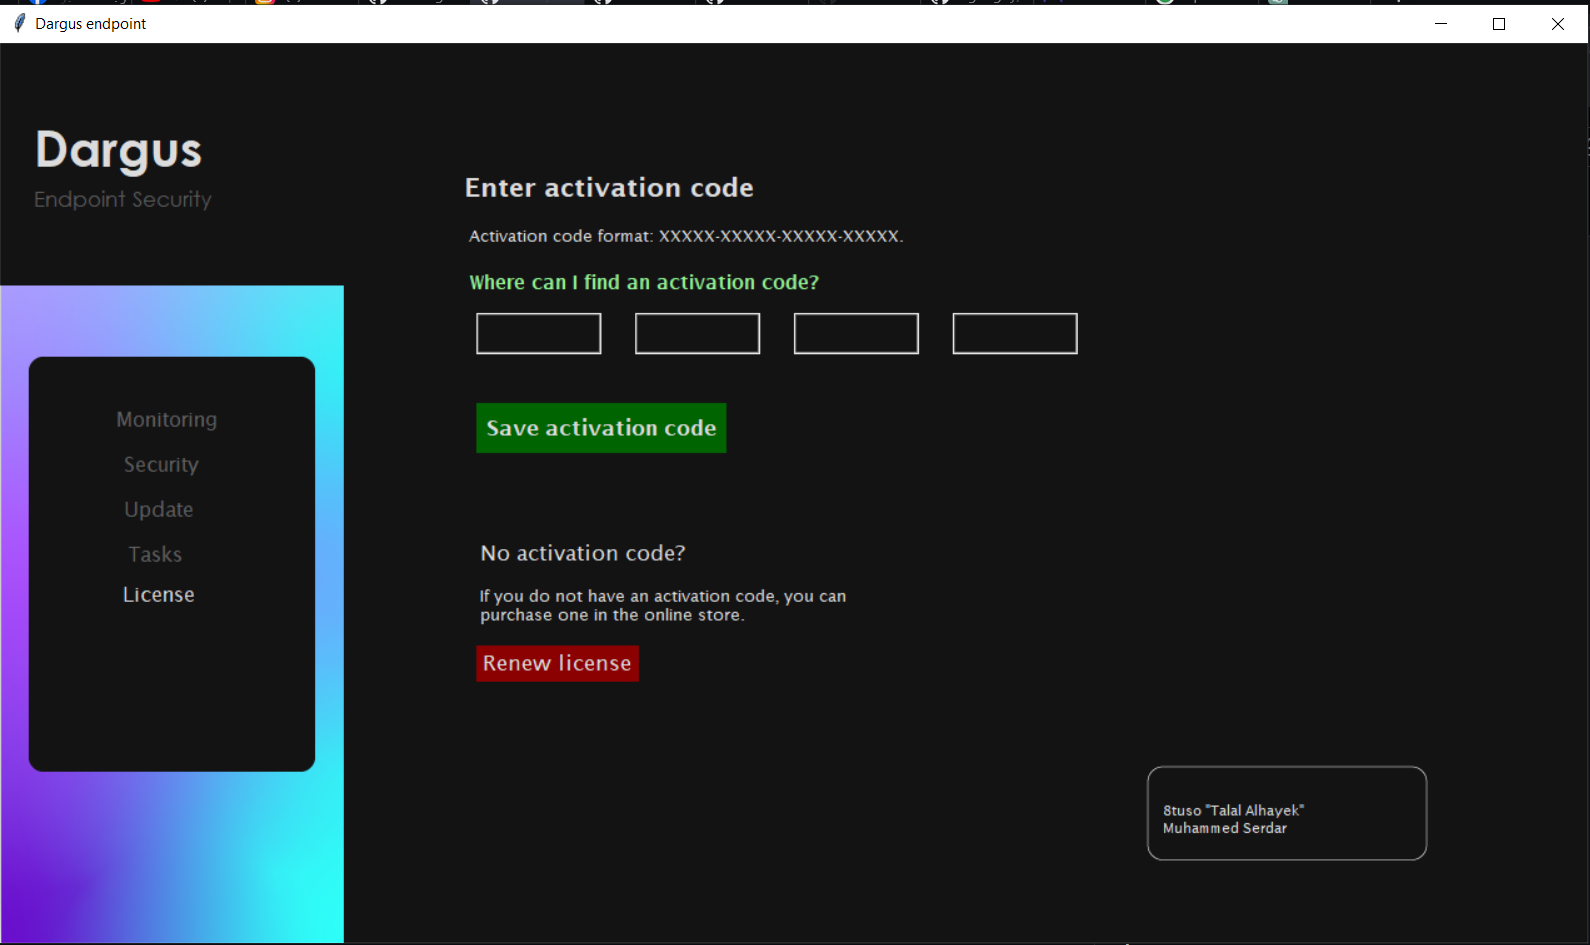 Dargus endpoint
Dargus
Endpoint Security
Enter activation code
Activation code format: XXXXX-XXXXX-XXXXX-XXXXX.
Where can I find an activation code?
Save activation code
Monitoring
Security
Update
Tasks
License
No activation code?
If you do not have an activation code, you can
purchase one in the online store.
Renew license
8tuso "Talal Alhayek"
Muhammed Serdar